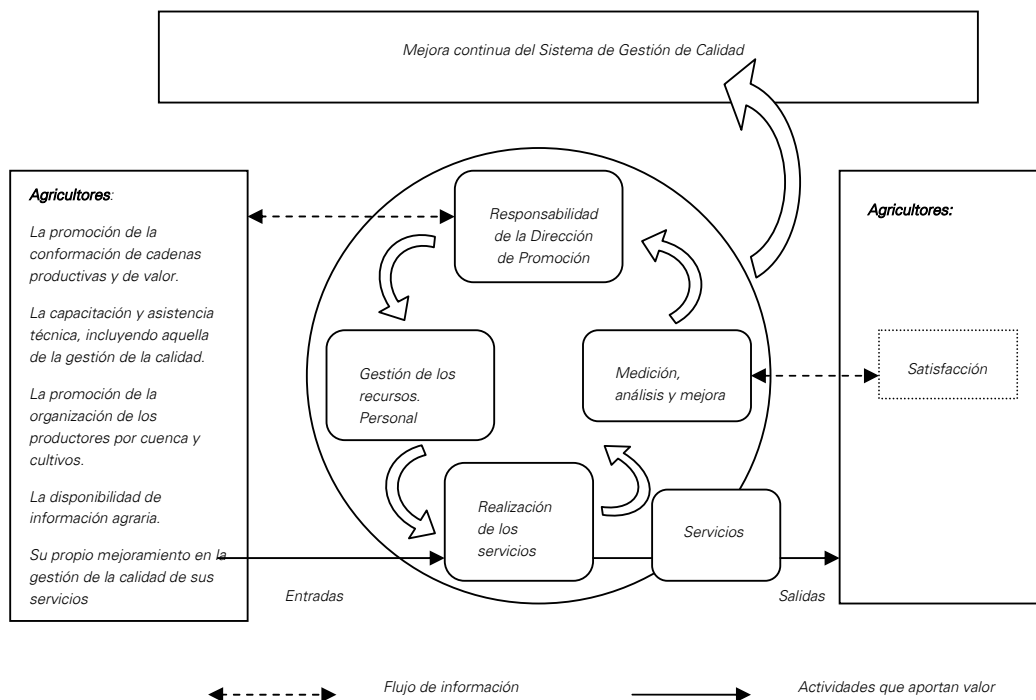 Mejora continua del Sistema de Gestión de Calidad
Agricultores:
La promoción de la
conformación de cadenas
productivas y de valor.
La capacitación y asistencia
técnica, incluyendo aquella
de la gestión de la calidad.
La promoción de la
organización de los
productores por cuenca y
cultivos.
La disponibilidad de
información agraria.
Su propio mejoramiento en la
gestión de la calidad de sus
servicios
Entradas
Responsabilidad
de la Dirección
de Promoción
Gestión de los
recursos.
Personal
Medición,
análisis y mejora
Realización
de los
servicios
Servicios
Salidas
Agricultores:
Satisfacción
Flujo de información
Actividades que aportan valor